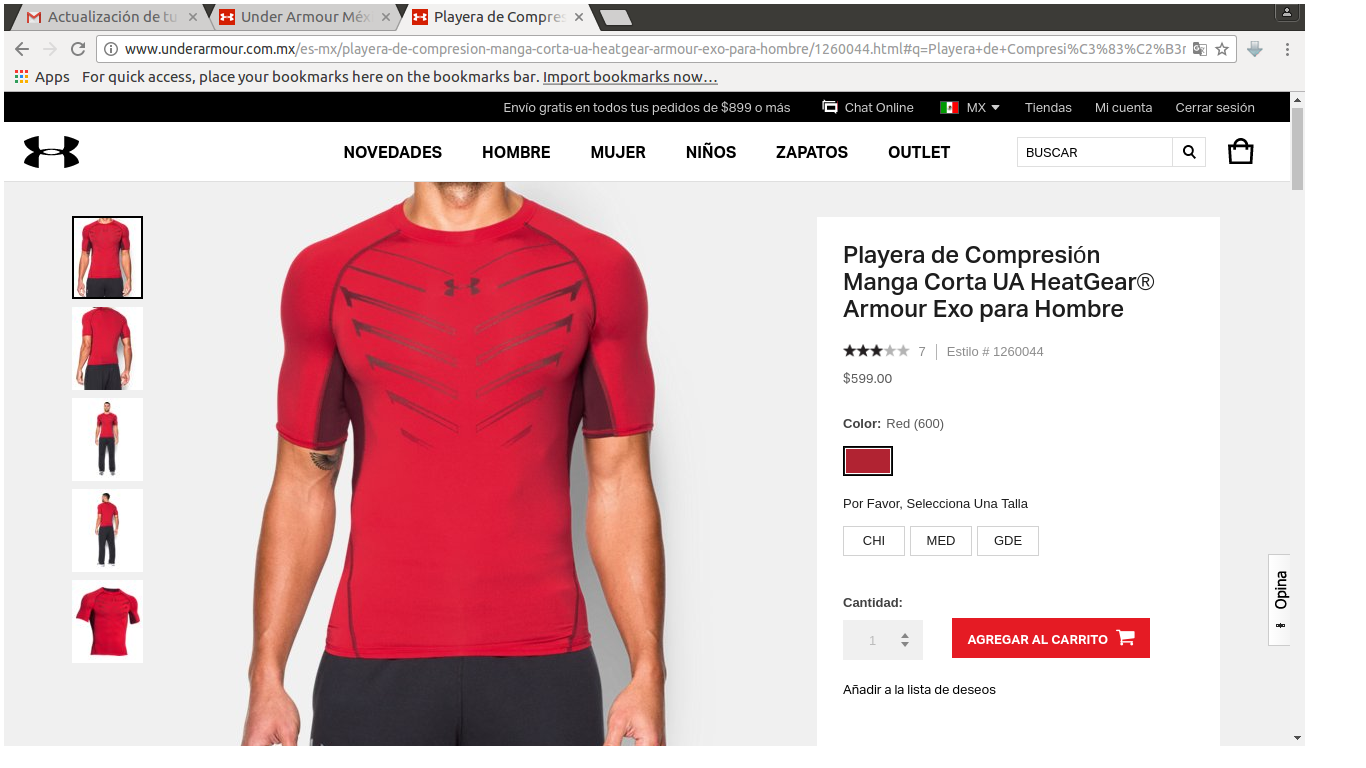 Actualización de tu
Under Armour Méx
Playera de Compres
www.underarmour.com.mx/es-mx/playera-de-compresion-manga-corta-ua-heatgear-armour-exo-para-hombre/1260044.html#q=Playera+de+Compresi%C3%83%C2%B3n
Apps For quick access, place your bookmarks here on the bookmarks bar. Import bookmarks now…
Envío gratis en todos tus pedidos de $899 o más Chat Online MX Tiendas Mi cuenta Cerrar sesión
NOVEDADES HOMBRE MUJER NIÑOS ZAPATOS OUTLET BUSCAR
Playera de Compresión
Manga Corta UA HeatGear®
Armour Exo para Hombre
7 Estilo # 1260044
$599.00
Color: Red (600)
Por Favor, Selecciona Una Talla
CHI MED GDE
Cantidad:
1 AGREGAR AL CARRITO
Añadir a la lista de deseos
Opina